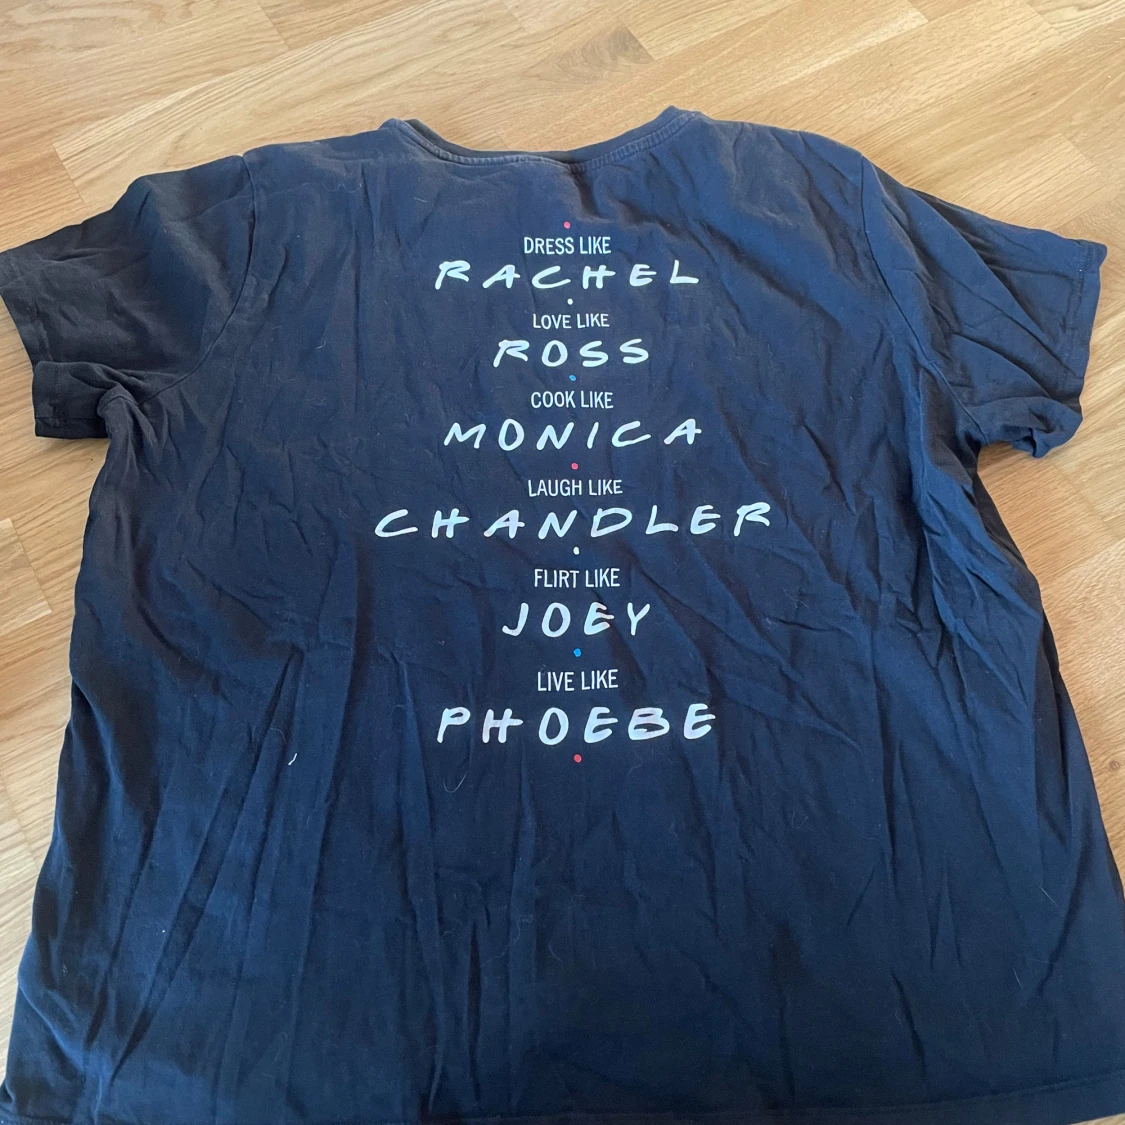 DRESS LIKE
RACHEL
LOVE LIKE
ROSS
COOK LIKE
MONICA
LAUGH LIKE
CHANDLER
FLIRT LIKE
JOEY
LIVE LIKE
PHOEBE